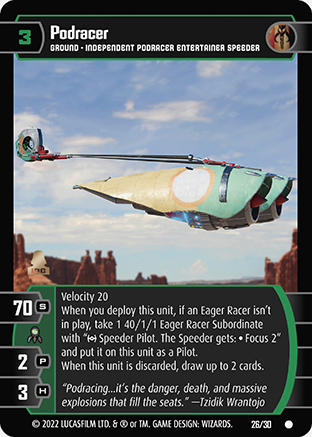 3 Podracer
GROUND • INDEPENDENT PODRACER ENTERTAINER SPEEDER
Velocity 20
70 S When you deploy this unit, if an Eager Racer isn't
in play, take 1 40/1/1 Eager Racer Subordinate
with "Speeder Pilot. The Speeder gets: • Focus 2"
2 P and put it on this unit as a Pilot.
When this unit is discarded, draw up to 2 cards.
3 H "Podracing...it's the danger, death, and massive
explosions that fill the seats." —Tzidik Wrantojo
© 2022 LUCASFILM LTD. & ® or TM. GAME DESIGN: WIZARDS. 26/30